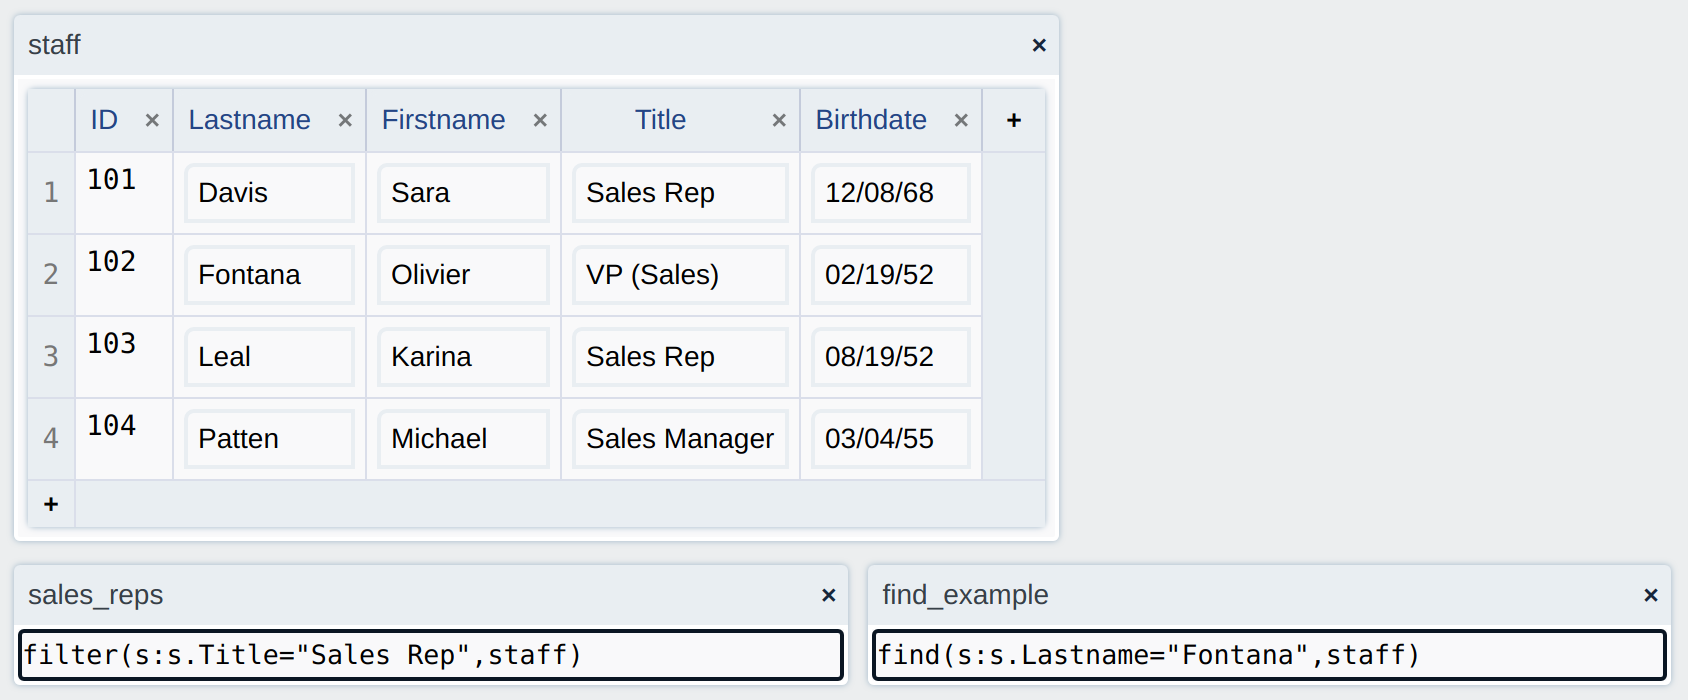 staff ×
ID × Lastname × Firstname × Title × Birthdate × +
1 101 Davis Sara Sales Rep 12/08/68
2 102 Fontana Olivier VP (Sales) 02/19/52
3 103 Leal Karina Sales Rep 08/19/52
4 104 Patten Michael Sales Manager 03/04/55
+
sales_reps ×
filter(s:s.Title="Sales Rep",staff)
find_example ×
find(s:s.Lastname="Fontana",staff)